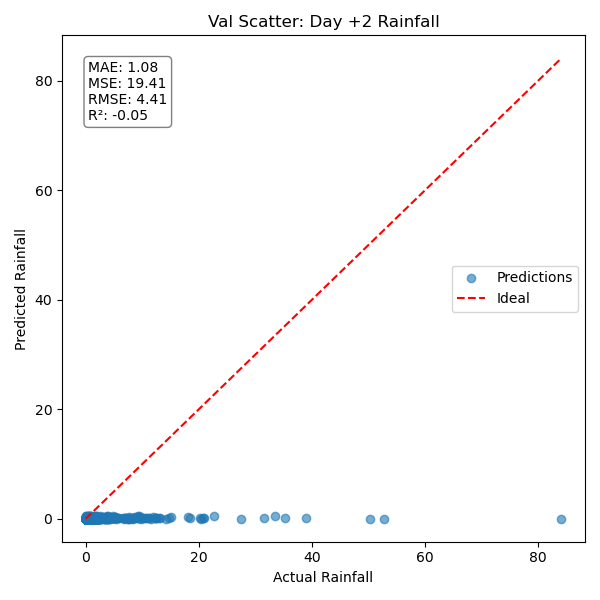 Val Scatter: Day +2 Rainfall
MAE: 1.08
MSE: 19.41
RMSE: 4.41
R²: -0.05
80
60
40
20
0
Predicted Rainfall
Predictions
Ideal
0 20 40 60 80
Actual Rainfall